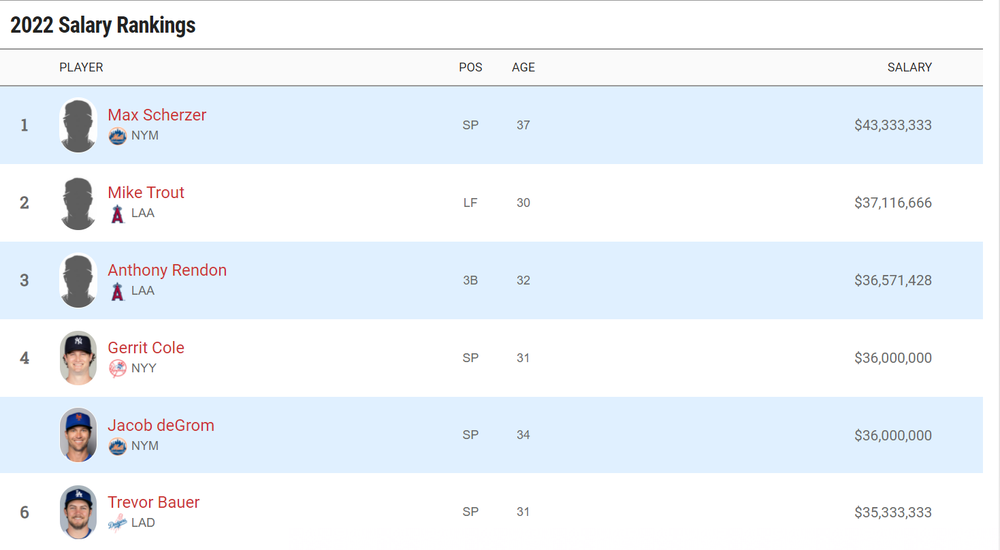 2022 Salary Rankings
PLAYER POS AGE SALARY
1 Max Scherzer SP 37 $43,333,333
NYM
2 Mike Trout LF 30 $37,116,666
LAA
3 Anthony Rendon 3B 32 $36,571,428
LAA
4 Gerrit Cole SP 31 $36,000,000
NYY
Jacob deGrom SP 34 $36,000,000
NYM
6 Trevor Bauer SP 31 $35,333,333
LAD